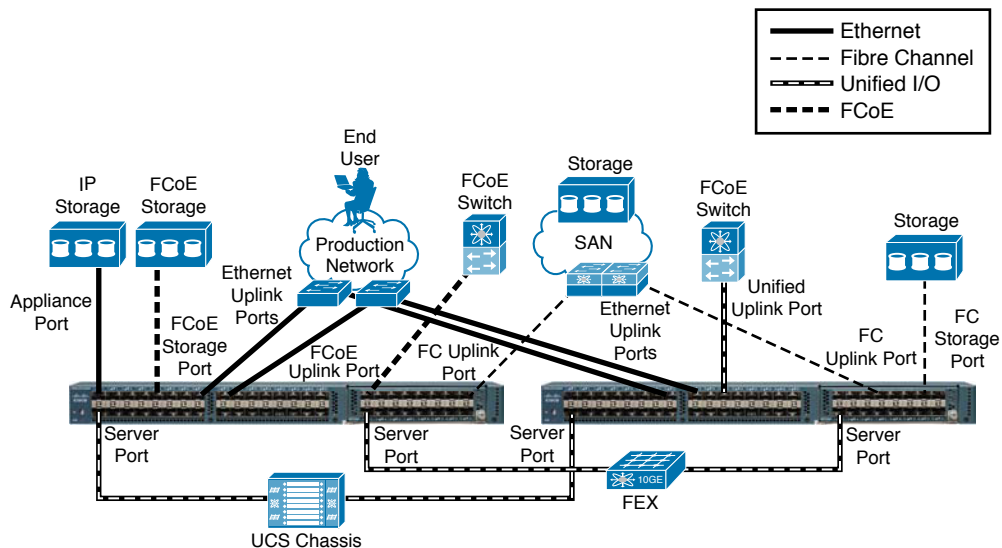 Ethernet
Fibre Channel
Unified I/O
FCoE
End
User
IP
Storage
FCoE
Storage
FCoE
Switch
Storage
FCoE
Switch
Storage
Production
Network
SAN
Appliance
Port
Ethernet
Uplink
Ports
FCoE
Storage
Port
FCoE
Uplink Port
FC Uplink
Port
Ethernet
Uplink
Ports
Unified
Uplink Port
FC
Uplink Port
FC
Storage
Port
Server
Port
Server
Port
Server
Port
Server
Port
10GE
FEX
UCS Chassis